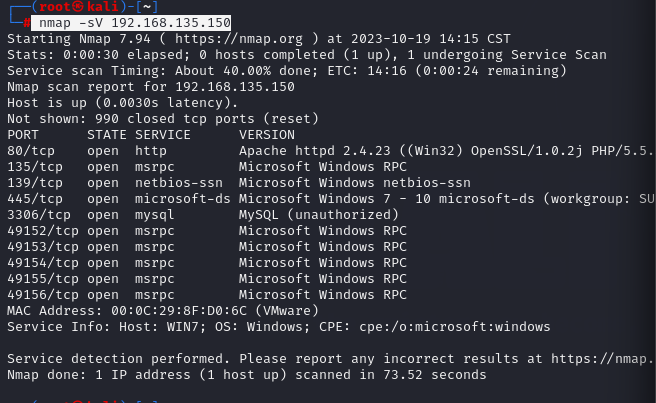 ┌──(root㉿kali)-[~]
└─# nmap -sV 192.168.135.150
Starting Nmap 7.94 ( https://nmap.org ) at 2023-10-19 14:15 CST
Stats: 0:00:30 elapsed; 0 hosts completed (1 up), 1 undergoing Service Scan
Service scan Timing: About 40.00% done; ETC: 14:16 (0:00:24 remaining)
Nmap scan report for 192.168.135.150
Host is up (0.0030s latency).
Not shown: 990 closed tcp ports (reset)
PORT      STATE SERVICE      VERSION
80/tcp    open  http         Apache httpd 2.4.23 ((Win32) OpenSSL/1.0.2j PHP/5.5.
135/tcp   open  msrpc        Microsoft Windows RPC
139/tcp   open  netbios-ssn  Microsoft Windows netbios-ssn
445/tcp   open  microsoft-ds Microsoft Windows 7 - 10 microsoft-ds (workgroup: SU
3306/tcp  open  mysql        MySQL (unauthorized)
49152/tcp open  msrpc        Microsoft Windows RPC
49153/tcp open  msrpc        Microsoft Windows RPC
49154/tcp open  msrpc        Microsoft Windows RPC
49155/tcp open  msrpc        Microsoft Windows RPC
49156/tcp open  msrpc        Microsoft Windows RPC
MAC Address: 00:0C:29:8F:D0:6C (VMware)
Service Info: Host: WIN7; OS: Windows; CPE: cpe:/o:microsoft:windows

Service detection performed. Please report any incorrect results at https://nmap.
Nmap done: 1 IP address (1 host up) scanned in 73.52 seconds